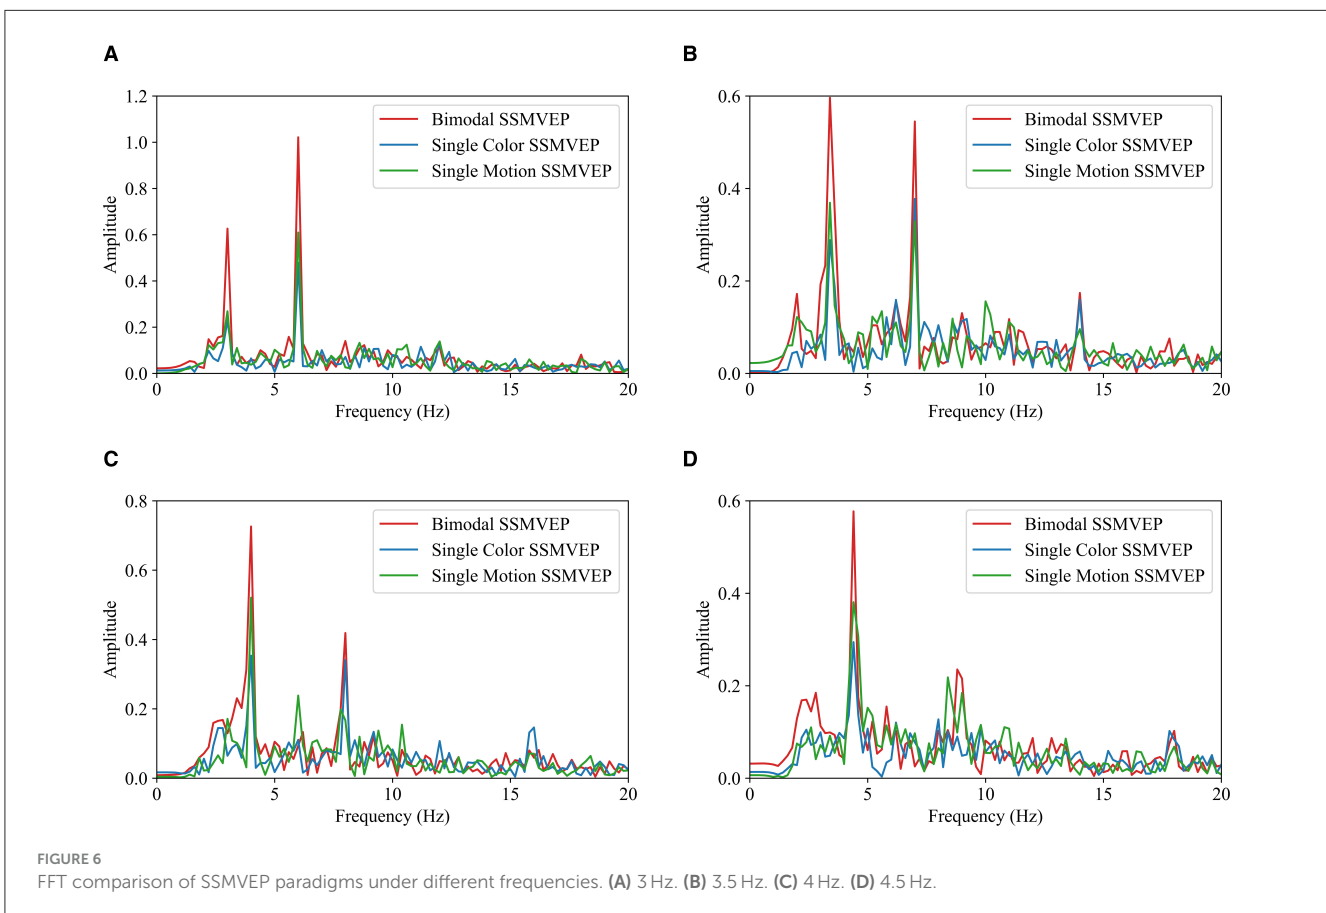 A
1.2
1.0
0.8
0.6
0.4
0.2
0.0
Amplitude
Bimodal SSMVEP
Single Color SSMVEP
Single Motion SSMVEP
0 5 10 15 20
Frequency (Hz)
B
0.6
0.4
0.2
0.0
Amplitude
Bimodal SSMVEP
Single Color SSMVEP
Single Motion SSMVEP
0 5 10 15 20
Frequency (Hz)
C
0.8
0.6
0.4
0.2
0.0
Amplitude
Bimodal SSMVEP
Single Color SSMVEP
Single Motion SSMVEP
0 5 10 15 20
Frequency (Hz)
D
0.6
0.4
0.2
0.0
Amplitude
Bimodal SSMVEP
Single Color SSMVEP
Single Motion SSMVEP
0 5 10 15 20
Frequency (Hz)
FIGURE 6
FFT comparison of SSMVEP paradigms under different frequencies. (A) 3 Hz. (B) 3.5 Hz. (C) 4 Hz. (D) 4.5 Hz.